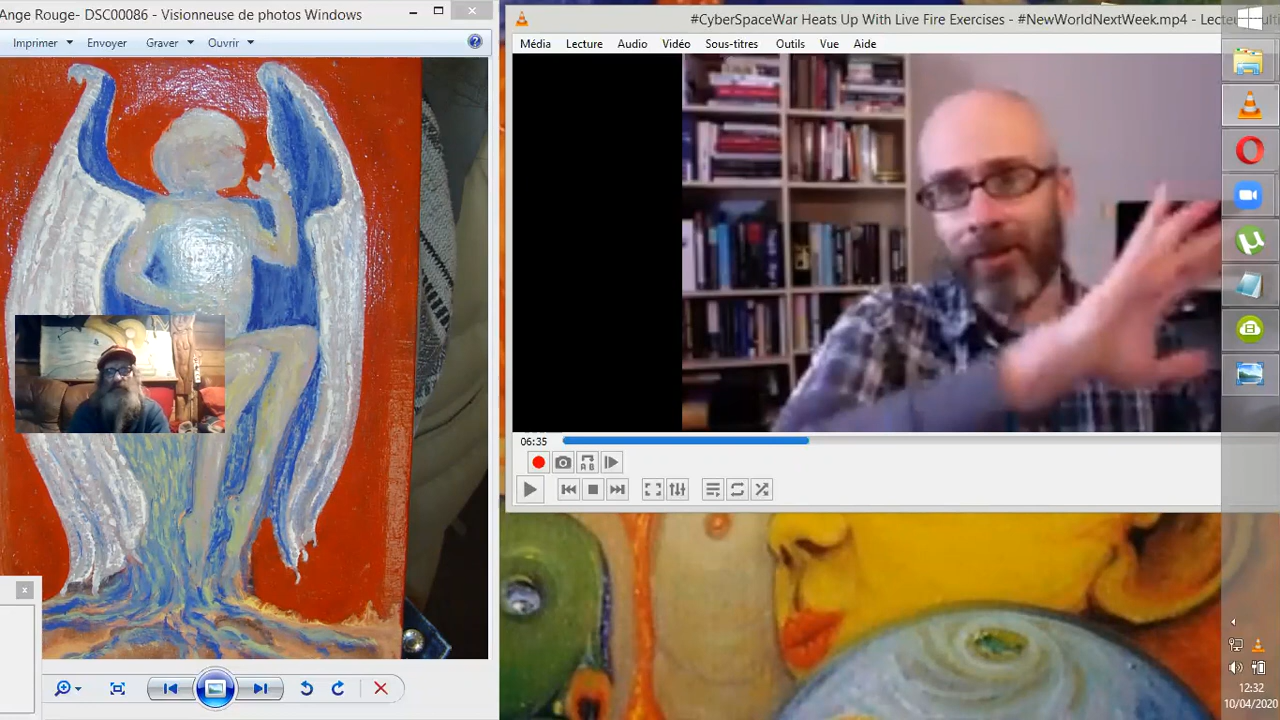 Ange Rouge- DSC00086 - Visionneuse de photos Windows
Imprimer Envoyer Graver Ouvrir
#CyberSpaceWar Heats Up With Live Fire Exercises - #NewWorldNextWeek.mp4 - Lect
Média Lecture Audio Vidéo Sous-titres Outils Vue Aide
06:35
12:32
10/04/2020